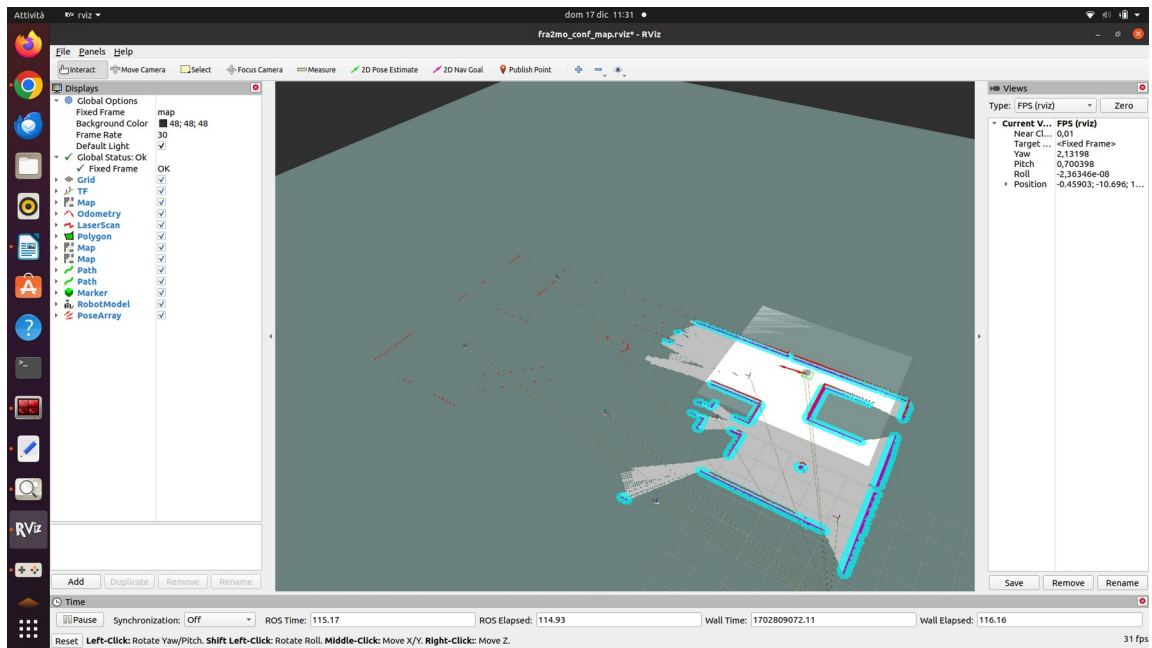 Attività rviz dom 17 dic 11:31
fra2mo_conf_map.rviz* - RViz
File Panels Help
Interact Move Camera Select Focus Camera Measure 2D Pose Estimate 2D Nav Goal Publish Point
Displays
Global Options
Fixed Frame map
Background Color 48; 48; 48
Frame Rate 30
Default Light
Global Status: Ok
Fixed Frame OK
Grid
TF
Map
Odometry
LaserScan
Polygon
Map
Map
Path
Path
Marker
RobotModel
PoseArray
Add Duplicate Remove Rename
Views
Type: FPS (rviz) Zero
Current V... FPS (rviz)
Near Cl... 0,01
Target ... <Fixed Frame>
Yaw 2,13198
Pitch 0,700398
Roll -2,36346e-08
Position -0.45903; -10.696; 1...
Save Remove Rename
RViz
Time
Pause Synchronization: Off ROS Time: 115.17 ROS Elapsed: 114.93 Wall Time: 1702809072.11 Wall Elapsed: 116.16
Reset Left-Click: Rotate Yaw/Pitch. Shift Left-Click: Rotate Roll. Middle-Click: Move X/Y. Right-Click:: Move Z. 31 fps